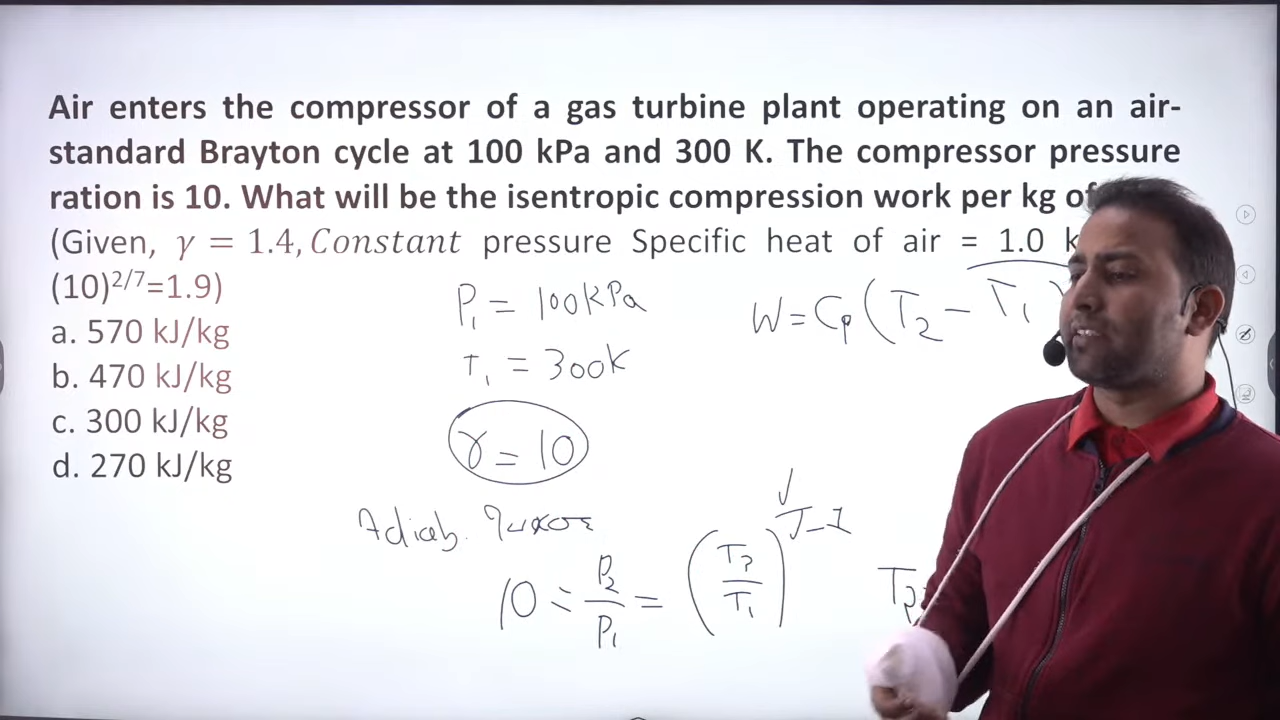 Air enters the compressor of a gas turbine plant operating on an air-
standard Brayton cycle at 100 kPa and 300 K. The compressor pressure
ration is 10. What will be the isentropic compression work per kg of
(Given, γ = 1.4, Constant pressure Specific heat of air = 1.0 k
(10)^2/7=1.9)
a. 570 kJ/kg
b. 470 kJ/kg
c. 300 kJ/kg
d. 270 kJ/kg
P₁ = 100kPa
T₁ = 300K
γ = 10
W = Cp (T₂ – T₁)
Adiab.
10 = P₂/P₁ = (T₂/T₁)^γ/γ-1